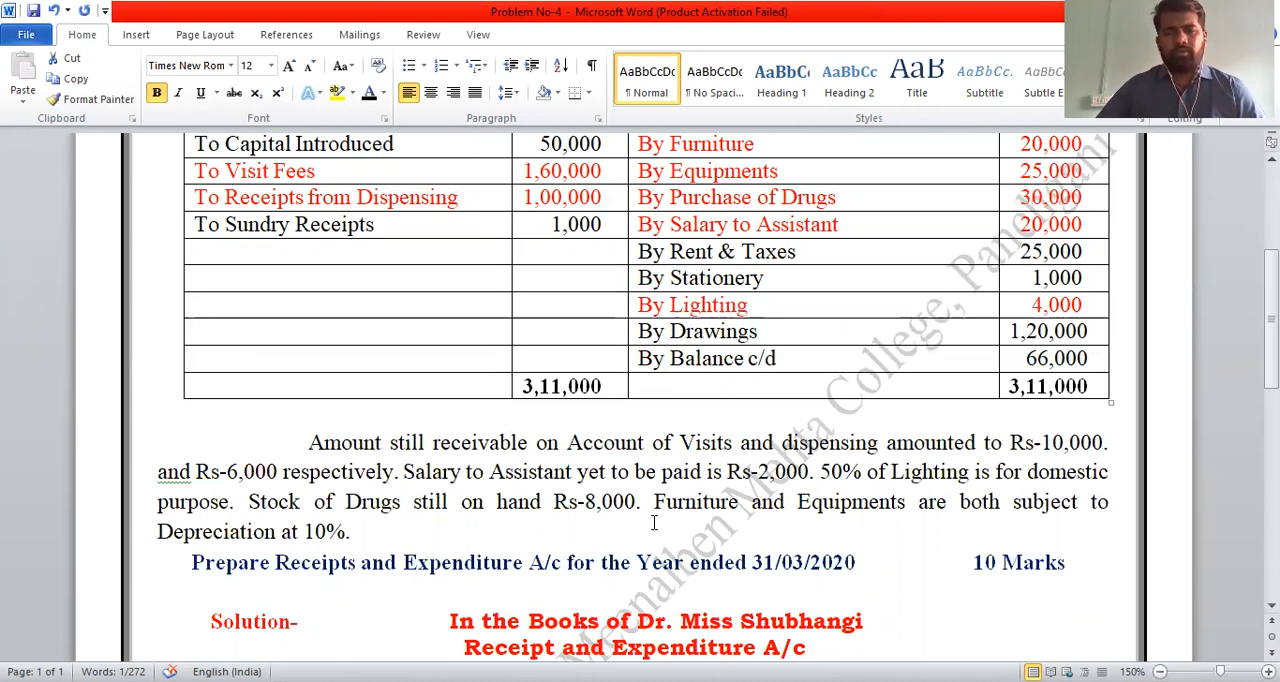 Problem No-4 - Microsoft Word (Product Activation Failed)
File Home Insert Page Layout References Mailings Review View
Paste
Cut
Copy
Format Painter
Clipboard
Times New Rom 12
Font
Paragraph
AaBbCcDc AaBbCcDc AaBbC AaBbCc AaB AaBbCcD AaBbCcD
¶ Normal ¶ No Spaci... Heading 1 Heading 2 Title Subtitle Subtle E
Styles
Editing
To Capital Introduced 50,000 By Furniture 20,000
To Visit Fees 1,60,000 By Equipments 25,000
To Receipts from Dispensing 1,00,000 By Purchase of Drugs 30,000
To Sundry Receipts 1,000 By Salary to Assistant 20,000
By Rent & Taxes 25,000
By Stationery 1,000
By Lighting 4,000
By Drawings 1,20,000
By Balance c/d 66,000
3,11,000 3,11,000
Amount still receivable on Account of Visits and dispensing amounted to Rs-10,000.
and Rs-6,000 respectively. Salary to Assistant yet to be paid is Rs-2,000. 50% of Lighting is for domestic
purpose. Stock of Drugs still on hand Rs-8,000. Furniture and Equipments are both subject to
Depreciation at 10%.
Prepare Receipts and Expenditure A/c for the Year ended 31/03/2020 10 Marks
Solution- In the Books of Dr. Miss Shubhangi
Receipt and Expenditure A/c
Meenalben Mehta College, Panchgani
Page: 1 of 1 Words: 1/272 English (India) 150%